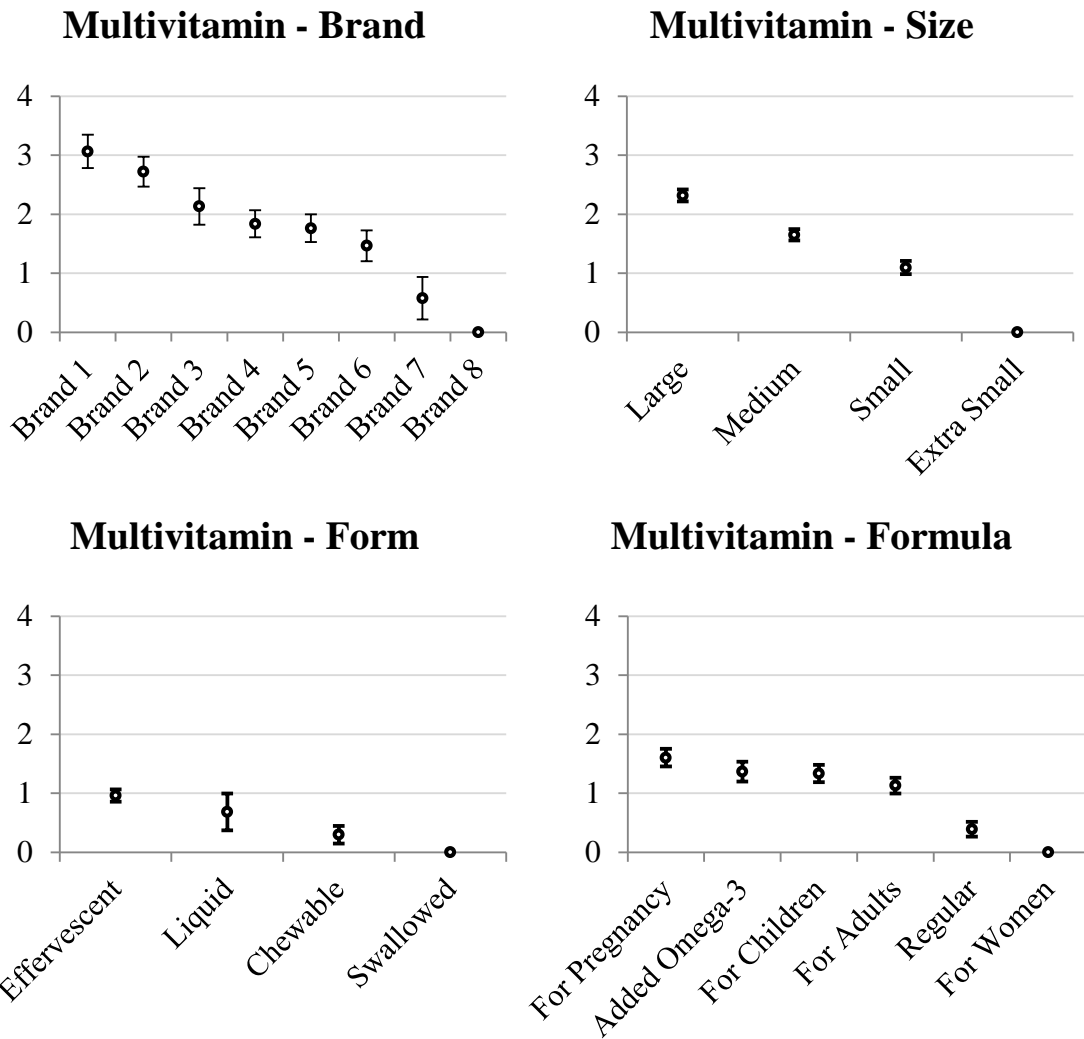 Multivitamin - Brand
4
3
2
1
0
Brand 1
Brand 2
Brand 3
Brand 4
Brand 5
Brand 6
Brand 7
Brand 8
Multivitamin - Size
4
3
2
1
0
Large
Medium
Small
Extra Small
Multivitamin - Form
4
3
2
1
0
Effervescent
Liquid
Chewable
Swallowed
Multivitamin - Formula
4
3
2
1
0
For Pregnancy
Added Omega-3
For Children
For Adults
Regular
For Women